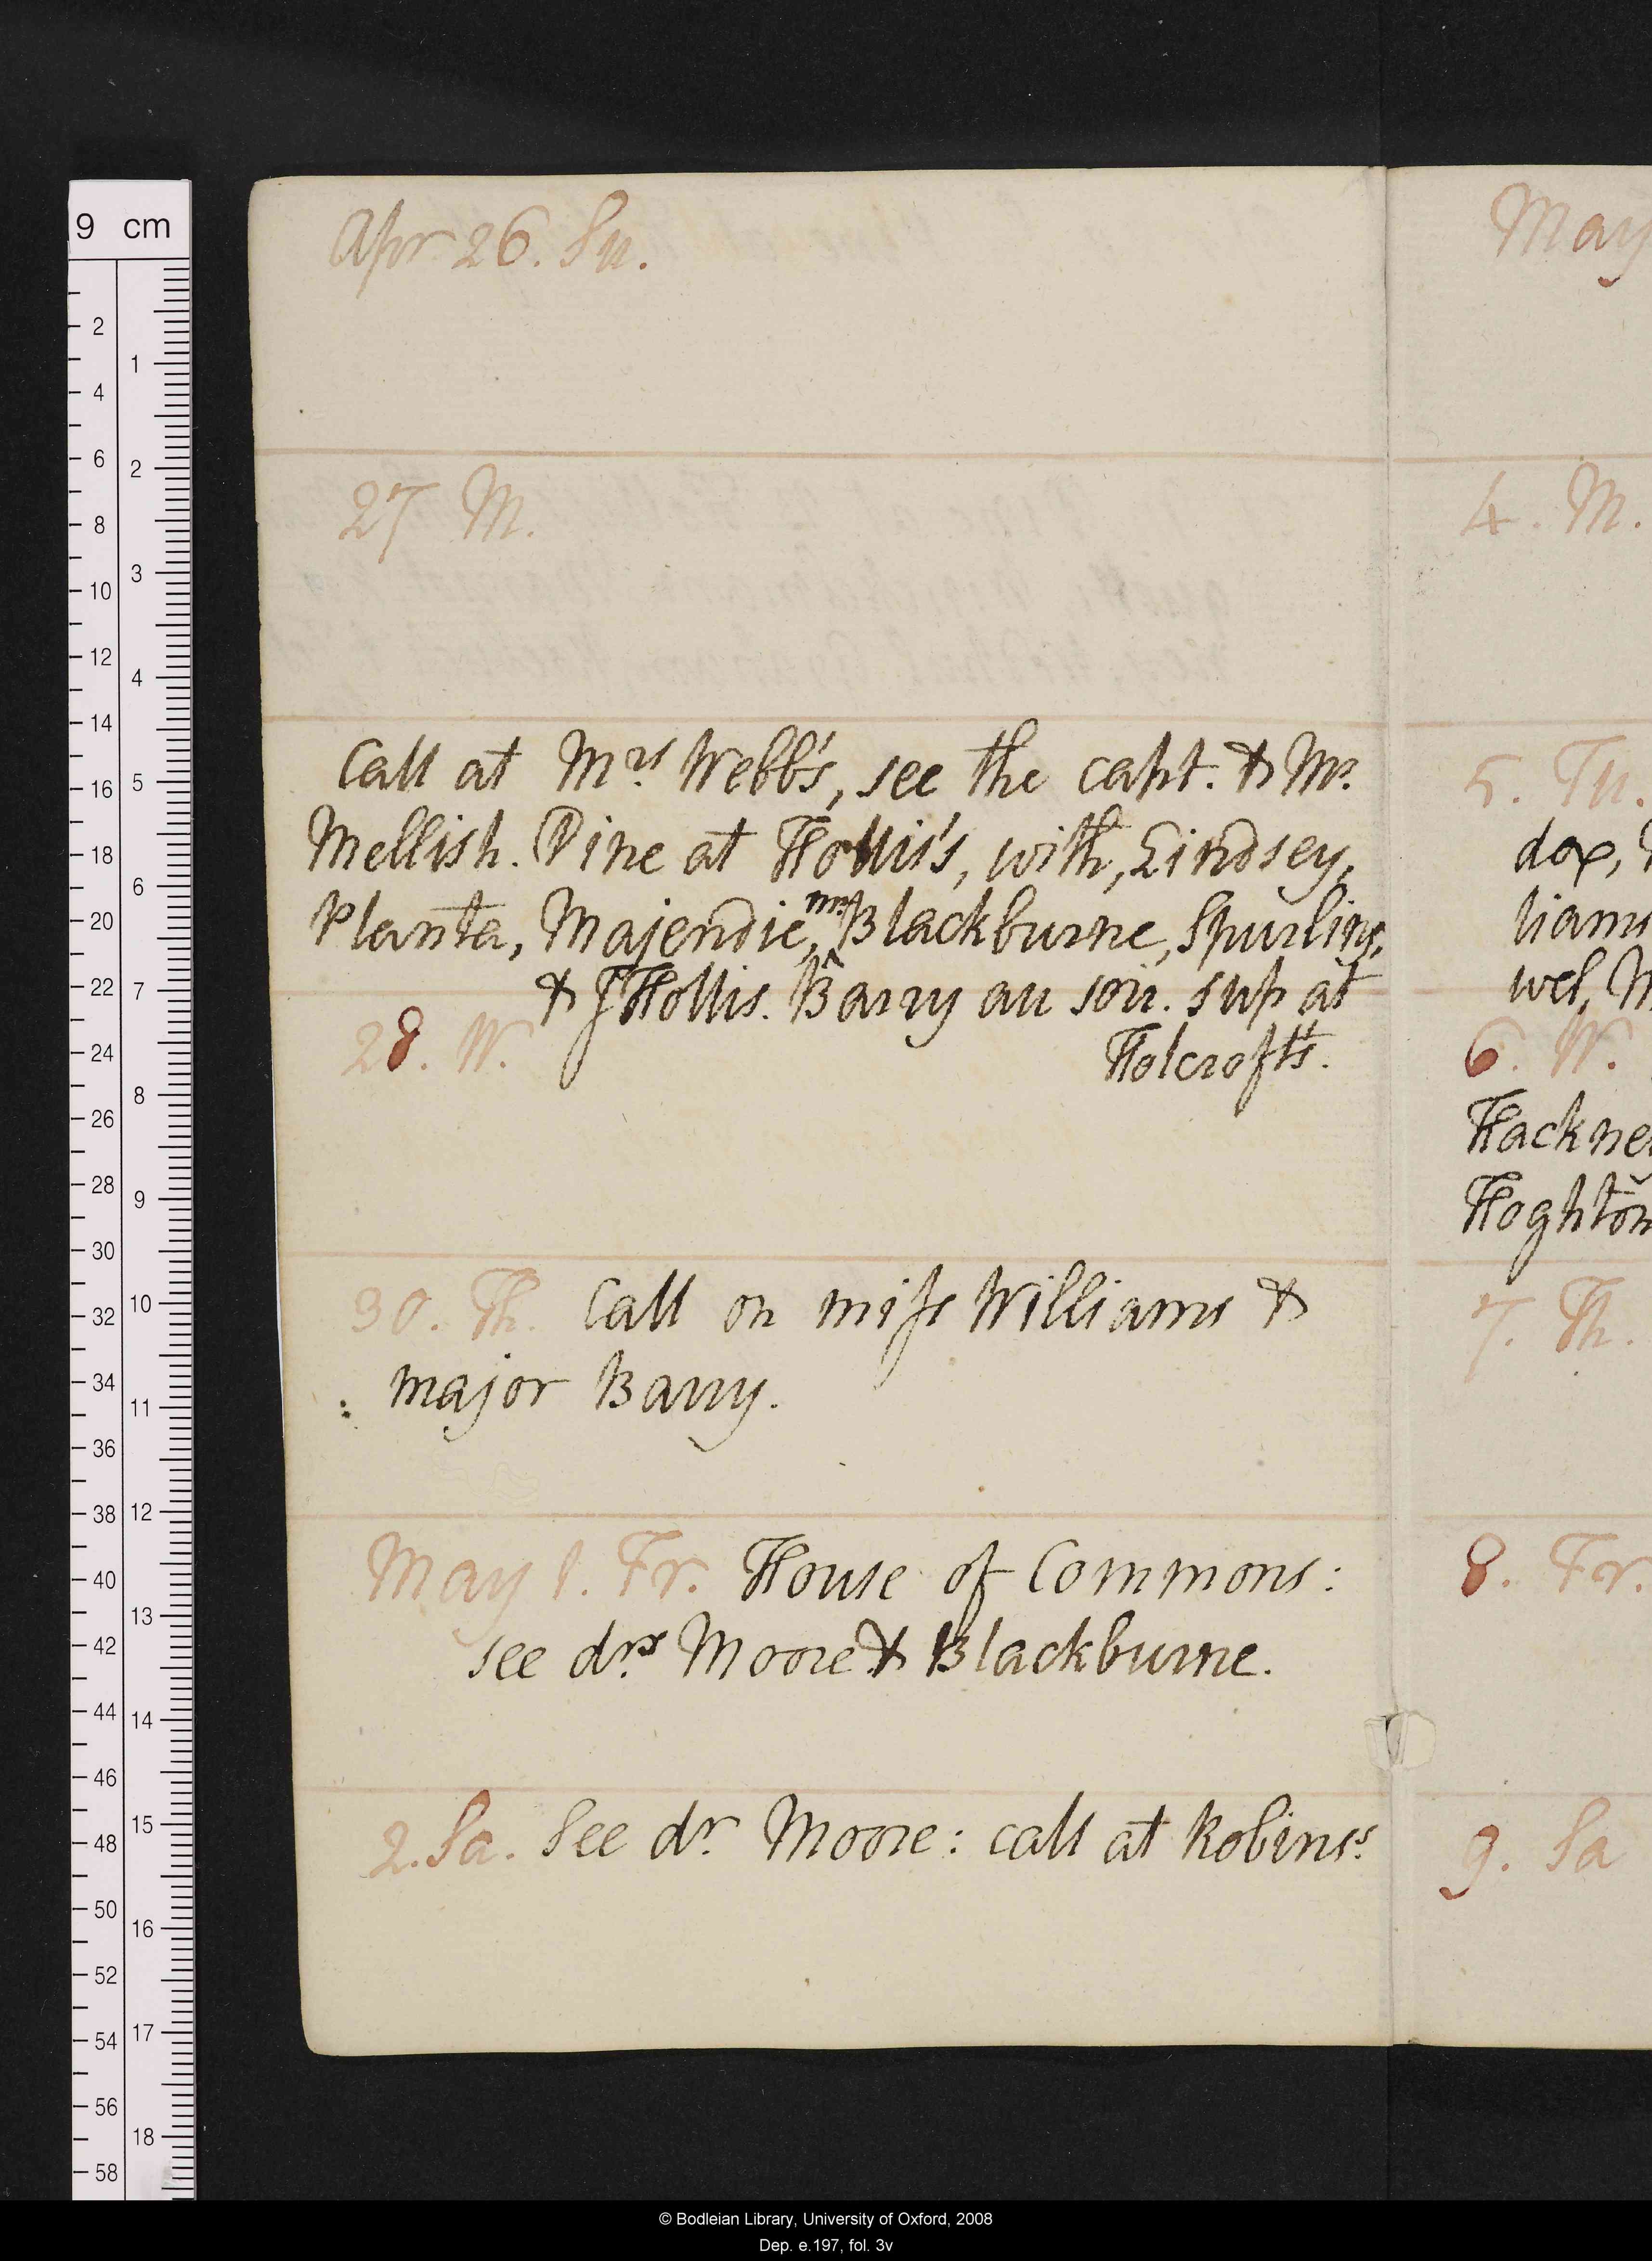 Apr 26. Su.
27 M.
Call at Mrs Webb's, see the capt. & Mr
Mellish. Dine at Hollis's, with, Lindsey,
Planta, Majendie, mrs Blackburne, Spurling,
& J Hollis. Barry au soir. sup at
28. W. Holcroft's.
30. Th. Call on miss Williams &
major Barry.
May 1. Fr. House of Commons:
see drs Moore & Blackburne.
2. Sa. See dr Moore: call at Robins's
May
4. M.
5. Tu.
dox,
liams
wel, M
6. W.
Hackne
Hoghton
7. Th.
8. Fr.
9. Sa
9 cm
2
4
6
8
10
12
14
16
18
20
22
24
26
28
30
32
34
36
38
40
42
44
46
48
50
52
54
56
58
1
2
3
4
5
6
7
8
9
10
11
12
13
14
15
16
17
18
© Bodleian Library, University of Oxford, 2008
Dep. e.197, fol. 3v